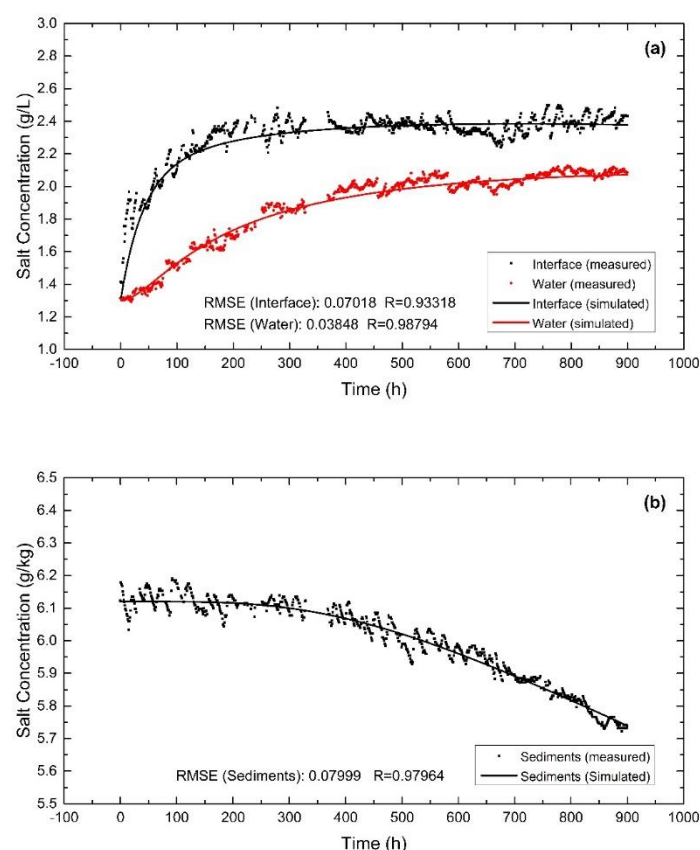 (a)
3.0
2.8
2.6
2.4
2.2
2.0
1.8
1.6
1.4
1.2
1.0
Salt Concentration (g/L)
Interface (measured)
Water (measured)
Interface (simulated)
Water (simulated)
RMSE (Interface): 0.07018 R=0.93318
RMSE (Water): 0.03848 R=0.98794
-100 0 100 200 300 400 500 600 700 800 900 1000
Time (h)
(b)
6.5
6.4
6.3
6.2
6.1
6.0
5.9
5.8
5.7
5.6
5.5
Salt Concentration (g/kg)
Sediments (measured)
Sediments (Simulated)
RMSE (Sediments): 0.07999 R=0.97964
-100 0 100 200 300 400 500 600 700 800 900 1000
Time (h)